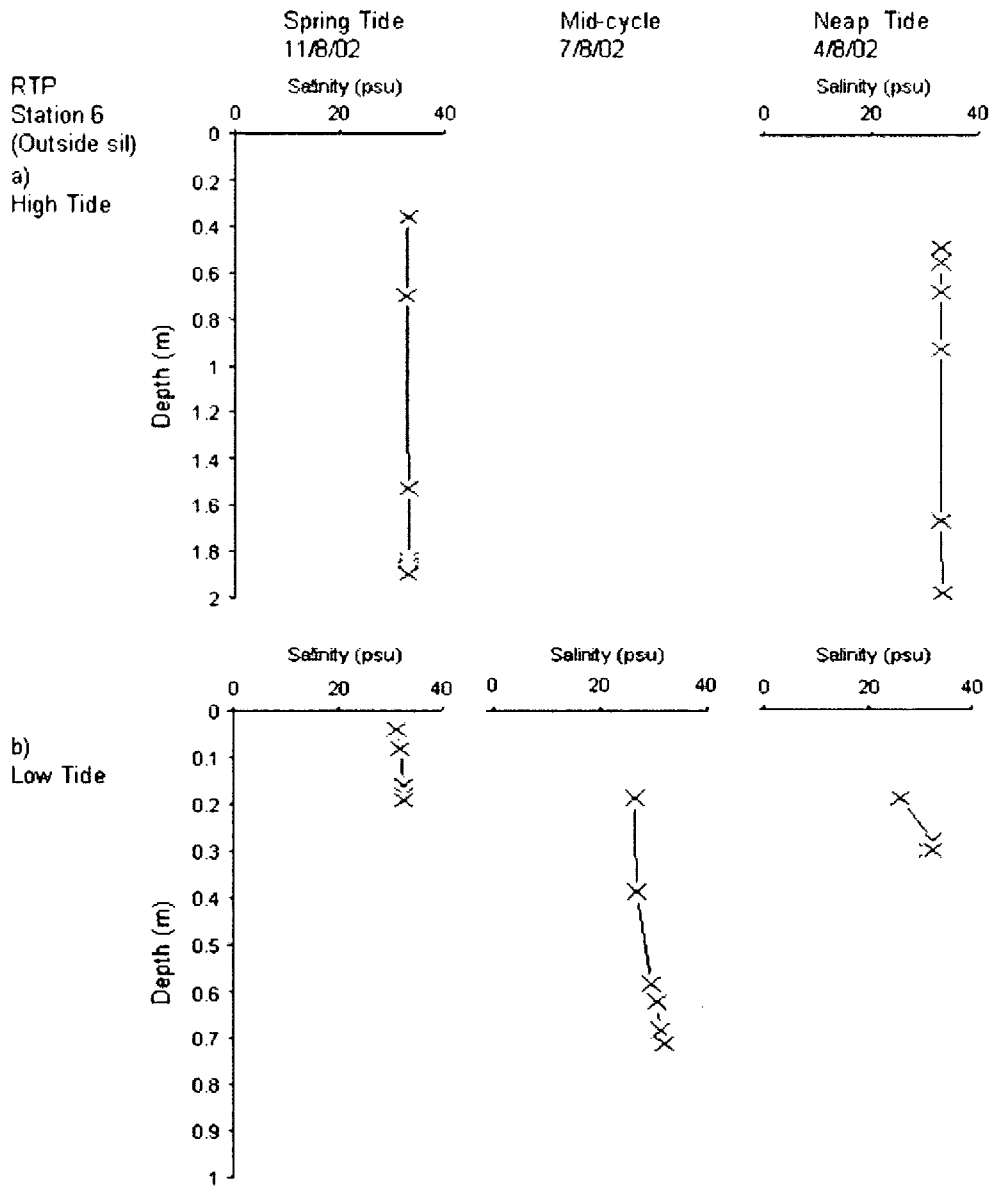 Spring Tide
11/8/02
Mid-cycle
7/8/02
Neap Tide
4/8/02
RTP
Station 6
(Outside sil)
a)
High Tide
Salinity (psu)
0 20 40
Salinity (psu)
0 20 40
0
0.2
0.4
0.6
0.8
1
1.2
1.4
1.6
1.8
2
Depth (m)
b)
Low Tide
Salinity (psu)
0 20 40
Salinity (psu)
0 20 40
Salinity (psu)
0 20 40
0
0.1
0.2
0.3
0.4
0.5
0.6
0.7
0.8
0.9
1
Depth (m)